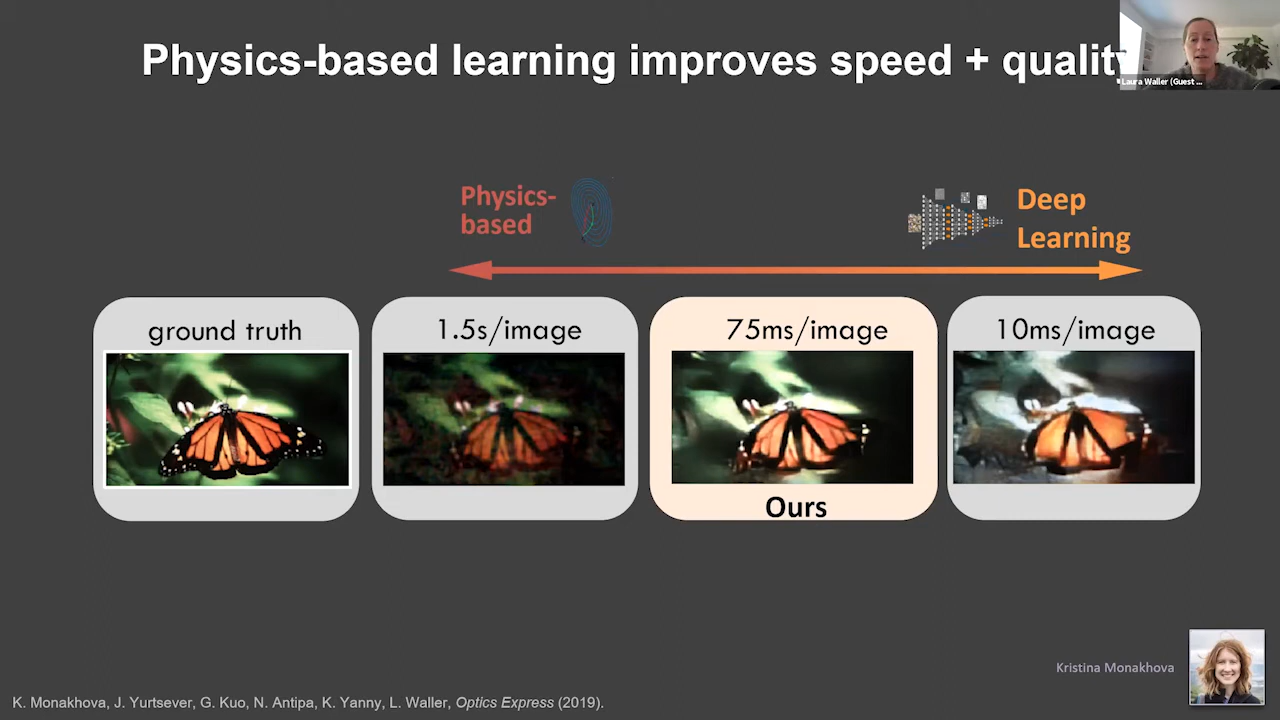 Physics-based learning improves speed + quality
Laura Waller (Guest ...
Physics-
based
Deep
Learning
ground truth
1.5s/image
75ms/image
10ms/image
Ours
Kristina Monakhova
K. Monakhova, J. Yurtsever, G. Kuo, N. Antipa, K. Yanny, L. Waller, Optics Express (2019).